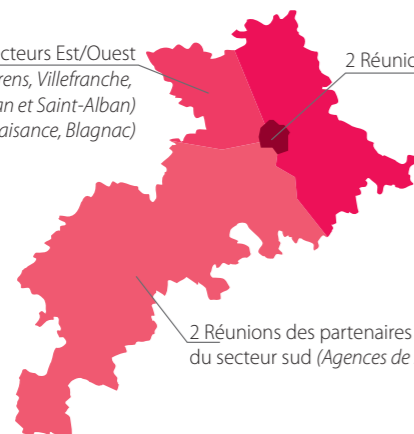 cteurs Est/Ouest
rens, Villefranche,
an et Saint-Alban)
aisance, Blagnac)
2 Réunio
2 Réunions des partenaires
du secteur sud (Agences de